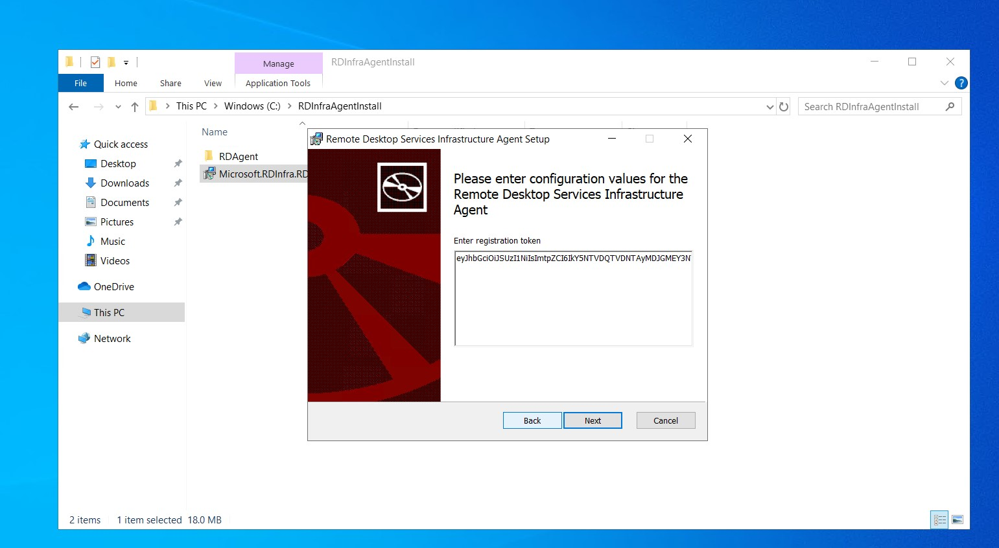 Manage
RDInfraAgentInstall
File
Home
Share
View
Application Tools
?
This PC > Windows (C:) > RDInfraAgentInstall
Search RDInfraAgentInstall
Name
Quick access
Desktop
Downloads
Documents
Pictures
Music
Videos
OneDrive
This PC
Network
RDAgent
Microsoft.RDInfra.RD
Remote Desktop Services Infrastructure Agent Setup
Please enter configuration values for the
Remote Desktop Services Infrastructure
Agent
Enter registration token
eyJhbGciOiJSUzI1NiIsImtpZCI6IkY5NTVDQTVDNTAyMDJGMEY3N
Back
Next
Cancel
2 items
1 item selected 18.0 MB